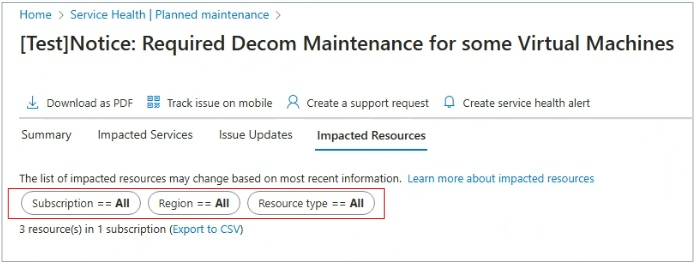 Home > Service Health | Planned maintenance >
[Test]Notice: Required Decom Maintenance for some Virtual Machines
Download as PDF Track issue on mobile Create a support request Create service health alert
Summary Impacted Services Issue Updates Impacted Resources
The list of impacted resources may change based on most recent information. Learn more about impacted resources
Subscription == All Region == All Resource type == All
3 resource(s) in 1 subscription (Export to CSV)